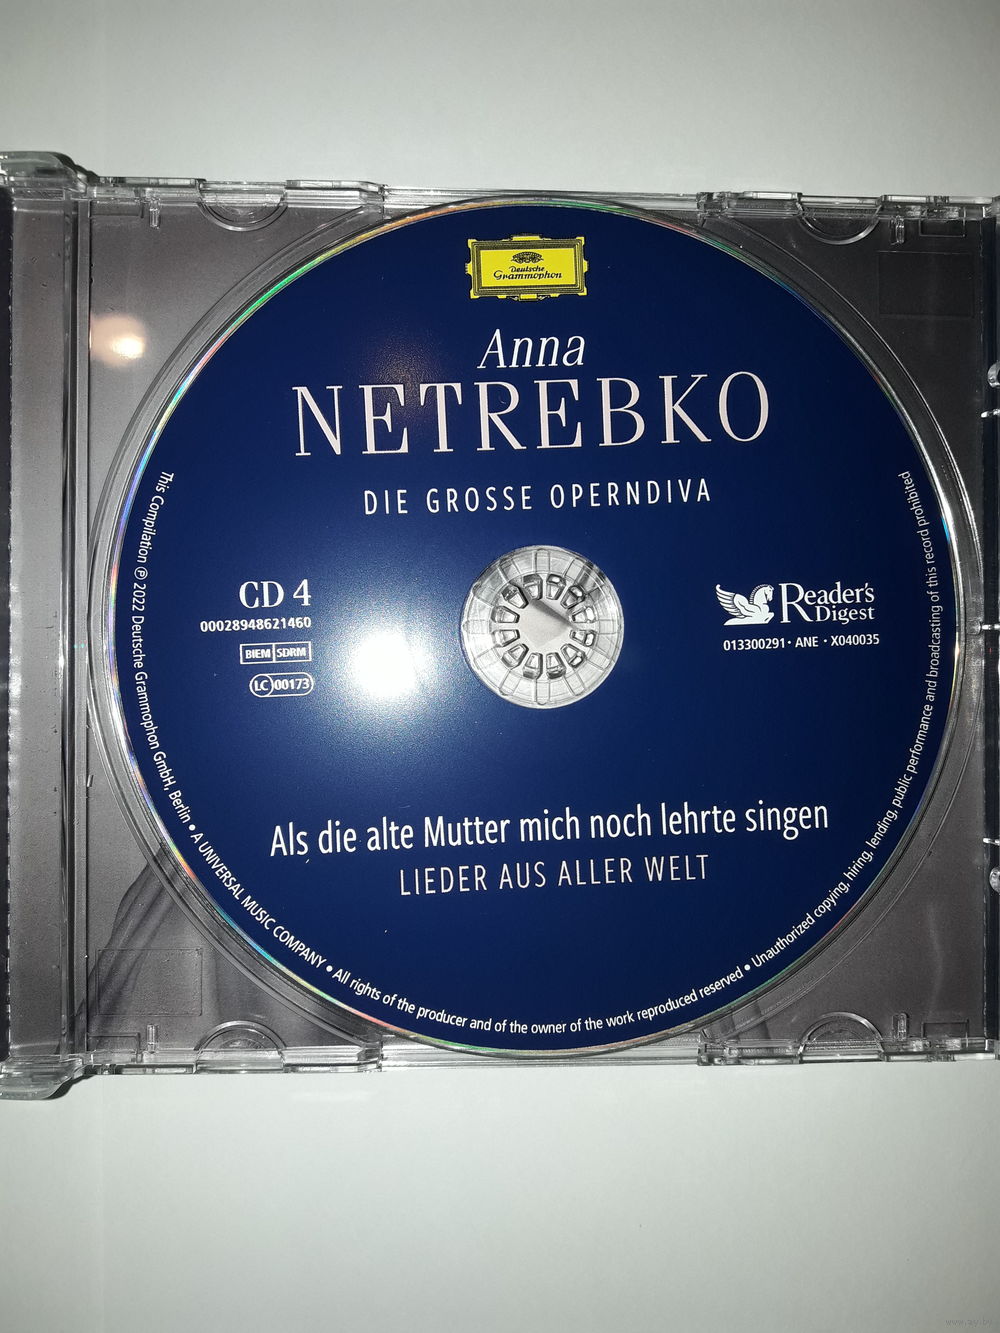 Deutsche
Grammophon
Anna
NETREBKO
DIE GROSSE OPERNDIVA
CD 4
00028948621460
BIEM SDRM
LC 00173
Reader's
Digest
013300291 · ANE · X040035
Als die alte Mutter mich noch lehrte singen
LIEDER AUS ALLER WELT
This Compilation ℗ 2022 Deutsche Grammophon GmbH, Berlin • A UNIVERSAL MUSIC COMPANY • All rights of the producer and of the owner of the work reproduced reserved • Unauthorized copying, hiring, lending, public performance and broadcasting of this record prohibited
www.ay.by